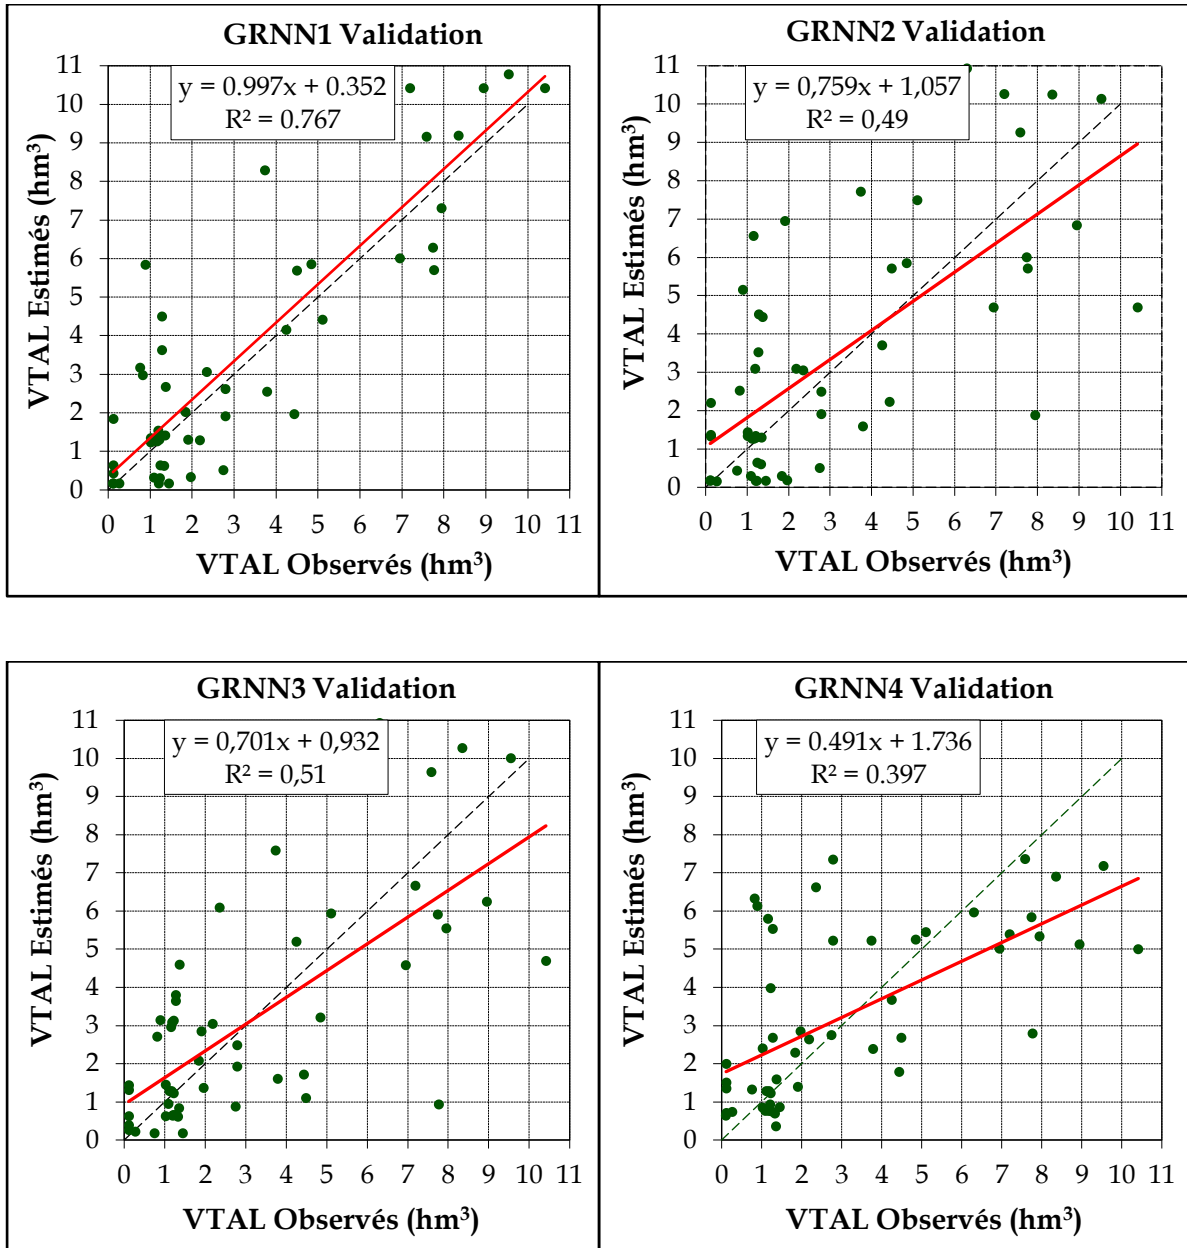 GRNN1 Validation
y = 0.997x + 0.352
R² = 0.767
11
10
9
8
7
6
5
4
3
2
1
0
VTAL Estimés (hm³)
0 1 2 3 4 5 6 7 8 9 10 11
VTAL Observés (hm³)
GRNN2 Validation
y = 0,759x + 1,057
R² = 0,49
11
10
9
8
7
6
5
4
3
2
1
0
VTAL Estimés (hm³)
0 1 2 3 4 5 6 7 8 9 10 11
VTAL Observés (hm³)
GRNN3 Validation
y = 0,701x + 0,932
R² = 0,51
11
10
9
8
7
6
5
4
3
2
1
0
VTAL Estimés (hm³)
0 1 2 3 4 5 6 7 8 9 10 11
VTAL Observés (hm³)
GRNN4 Validation
y = 0.491x + 1.736
R² = 0.397
11
10
9
8
7
6
5
4
3
2
1
0
VTAL Estimés (hm³)
0 1 2 3 4 5 6 7 8 9 10 11
VTAL Observés (hm³)